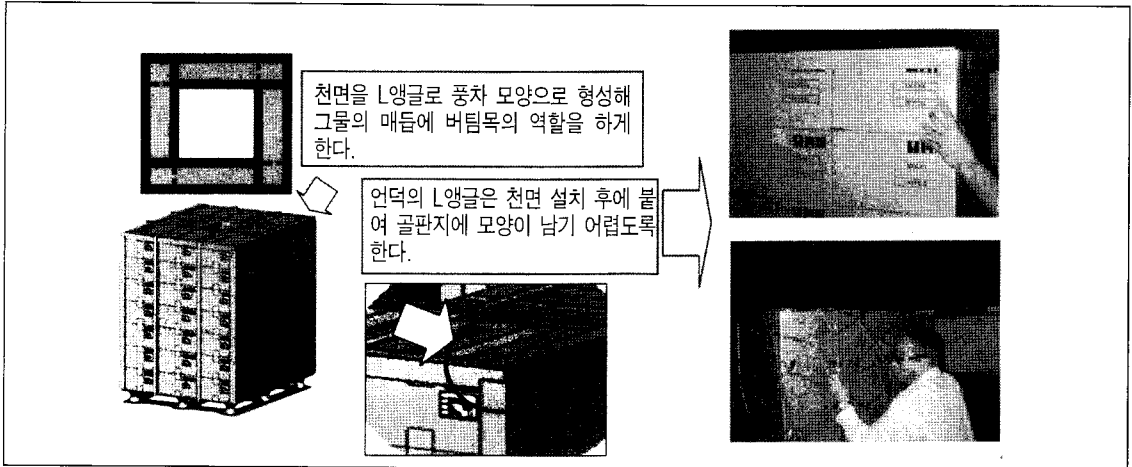 천면을 L앵글로 풍차 모양으로 형성해
그물의 매듭에 버팀목의 역할을 하게
한다.
언덕의 L앵글은 천면 설치 후에 붙
여 골판지에 모양이 남기 어렵도록
한다.